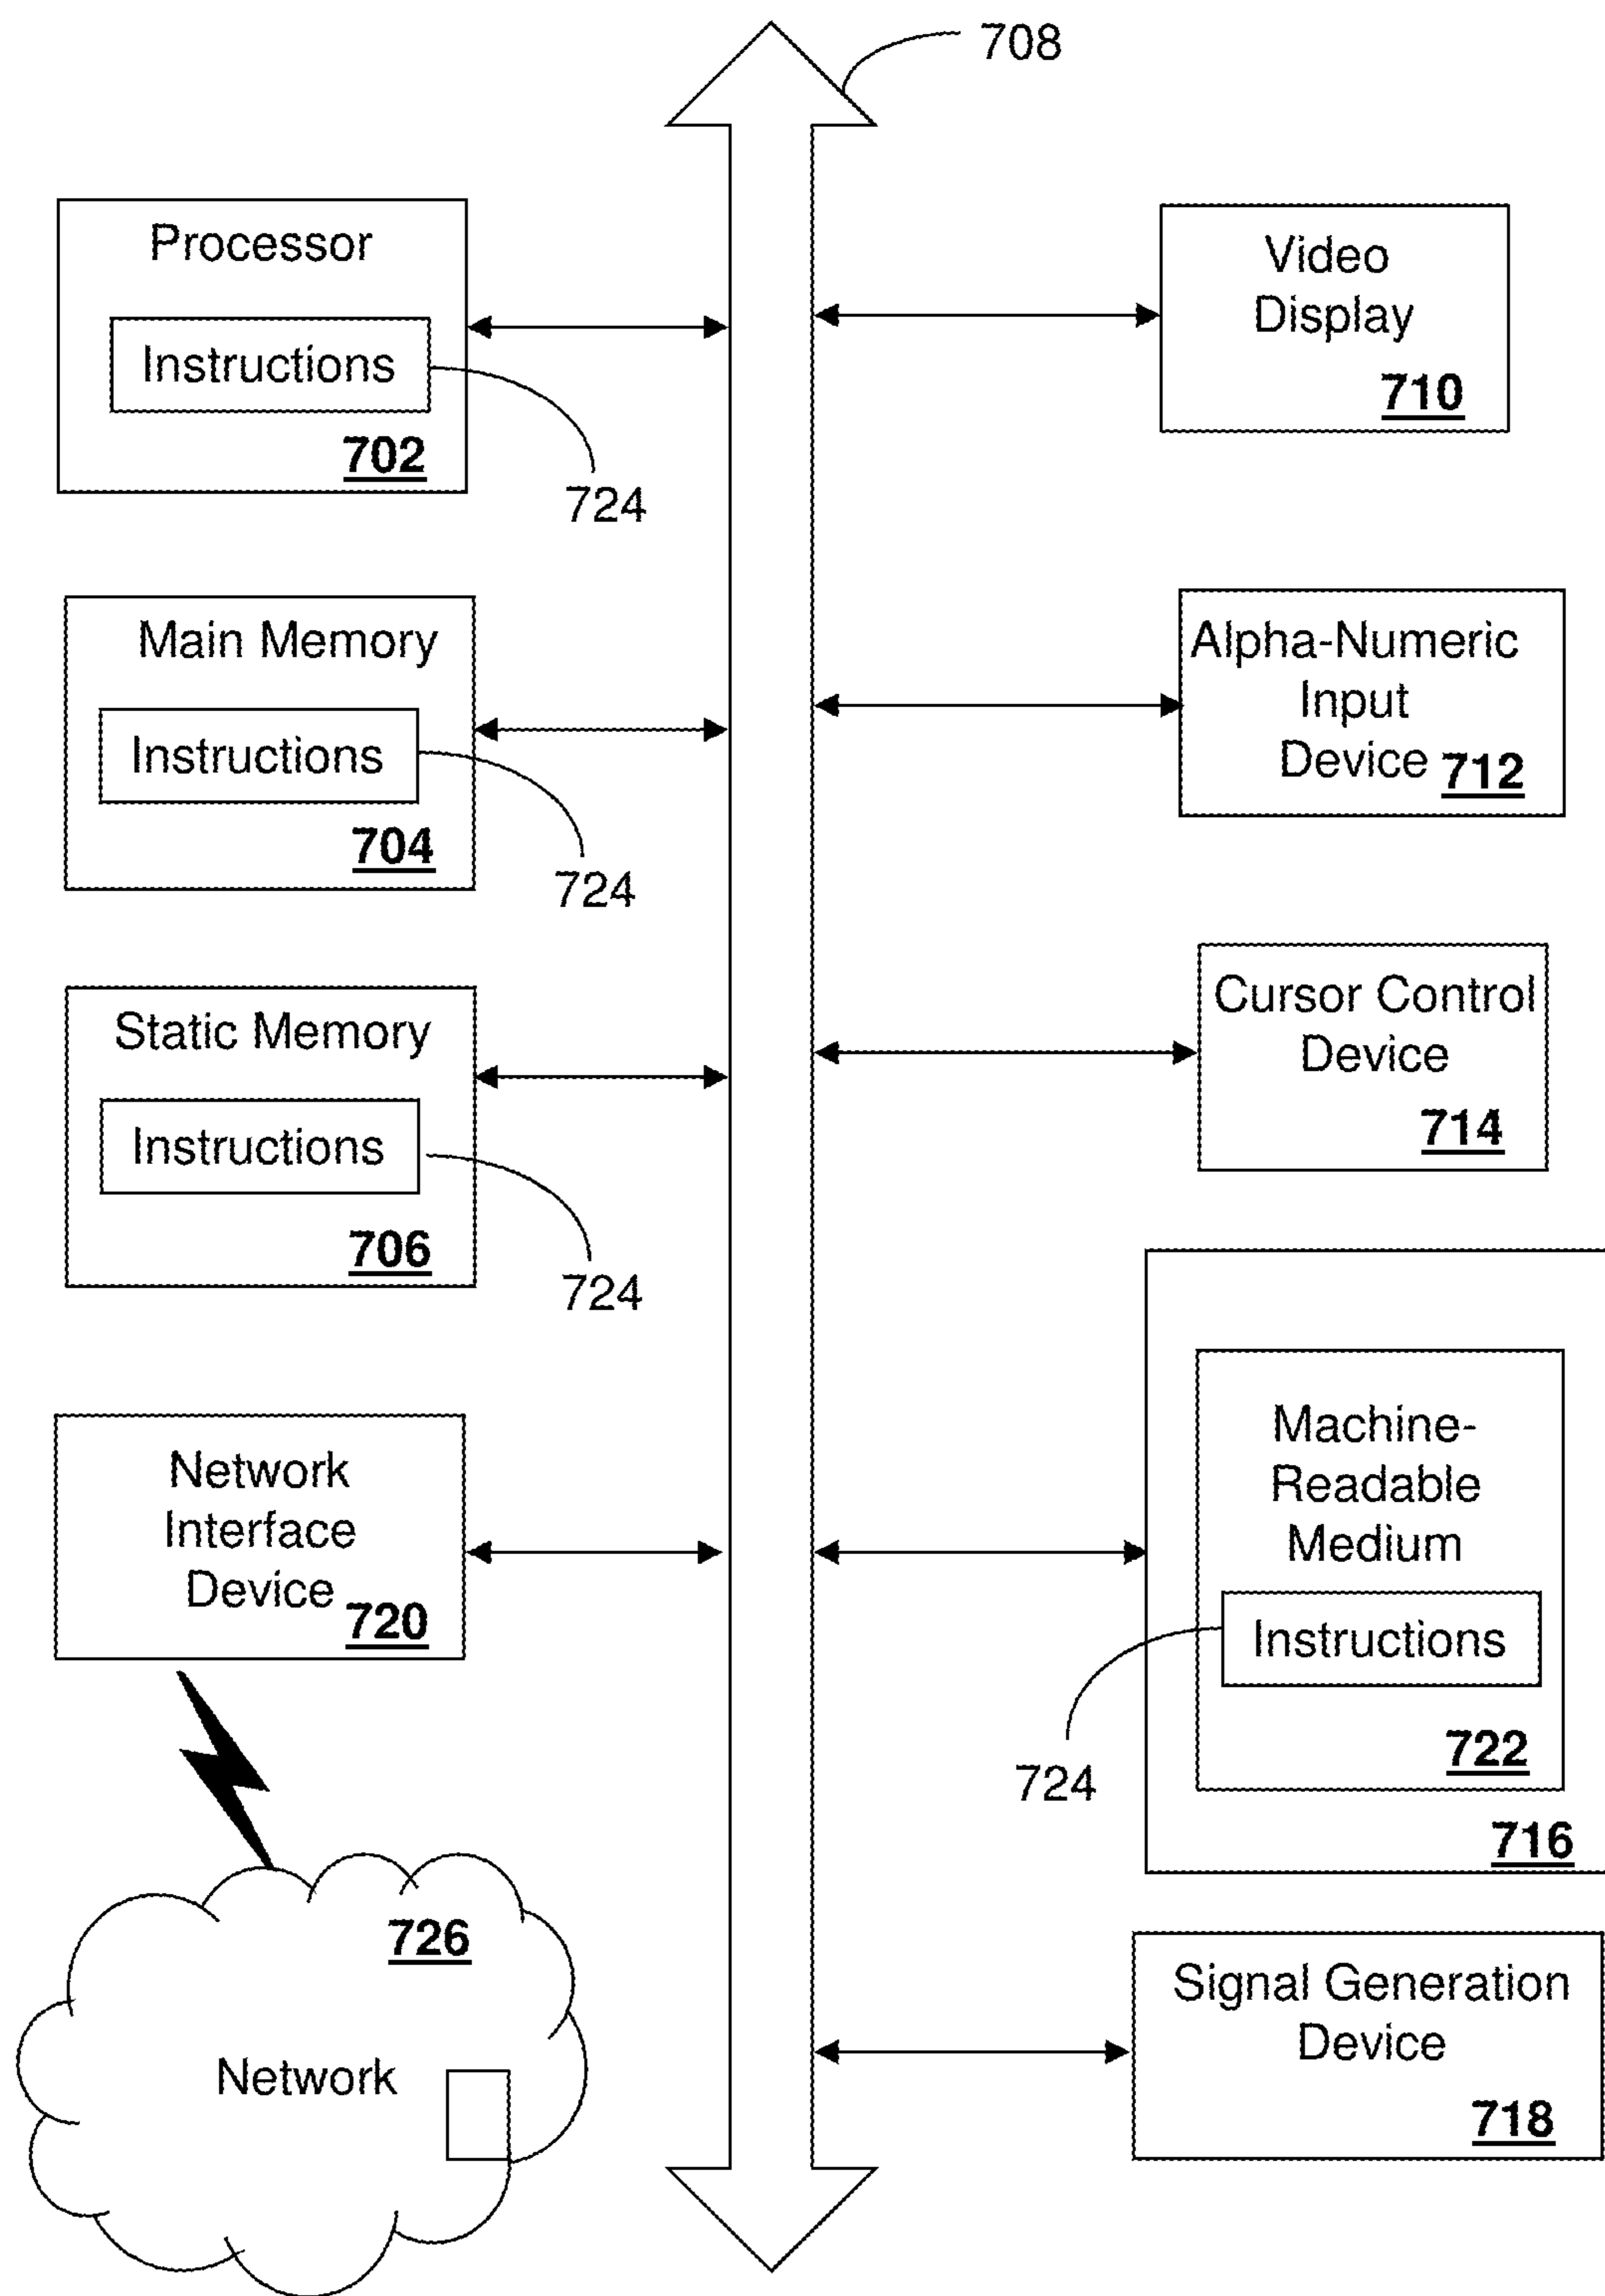 708
Processor
Instructions
702
724
Main Memory
Instructions
704
724
Static Memory
Instructions
706
724
Network
Interface
Device
720
726
Network
Video
Display
710
Alpha-Numeric
Input
Device
712
Cursor Control
Device
714
Machine-
Readable
Medium
Instructions
722
724
716
Signal Generation
Device
718